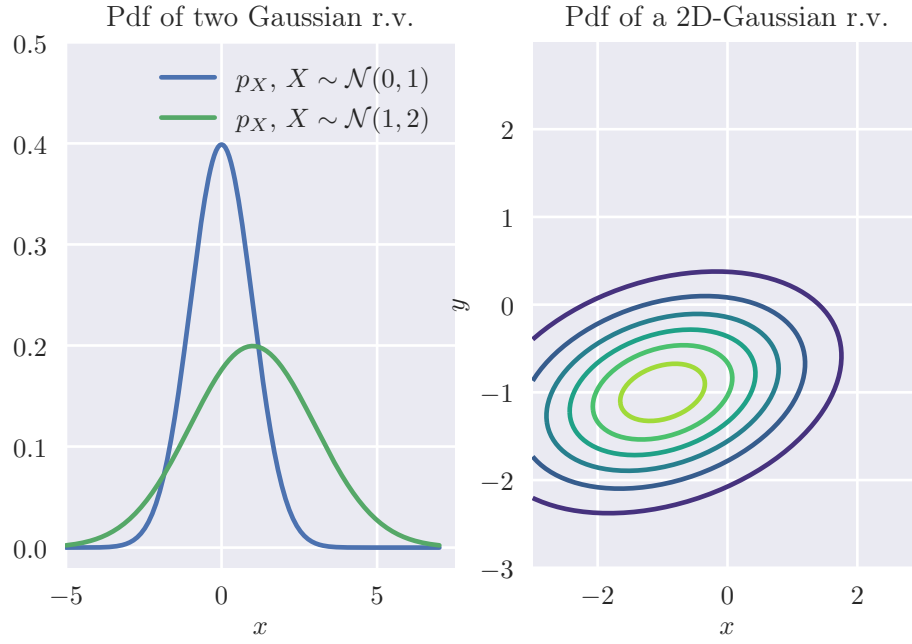 Pdf of two Gaussian r.v.
0.5
0.4
0.3
0.2
0.1
0.0
−5
0
5
x
p_X, X ∼ 𝒩(0, 1)
p_X, X ∼ 𝒩(1, 2)
Pdf of a 2D-Gaussian r.v.
y
2
1
0
−1
−2
−3
−2
0
2
x